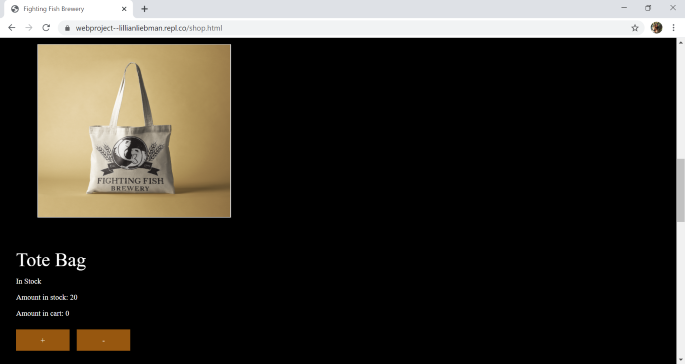 Fighting Fish Brewery
webproject--lillianliebman.repl.co/shop.html
FIGHTING FISH
BREWERY
Tote Bag
In Stock
Amount in stock: 20
Amount in cart: 0
+ -